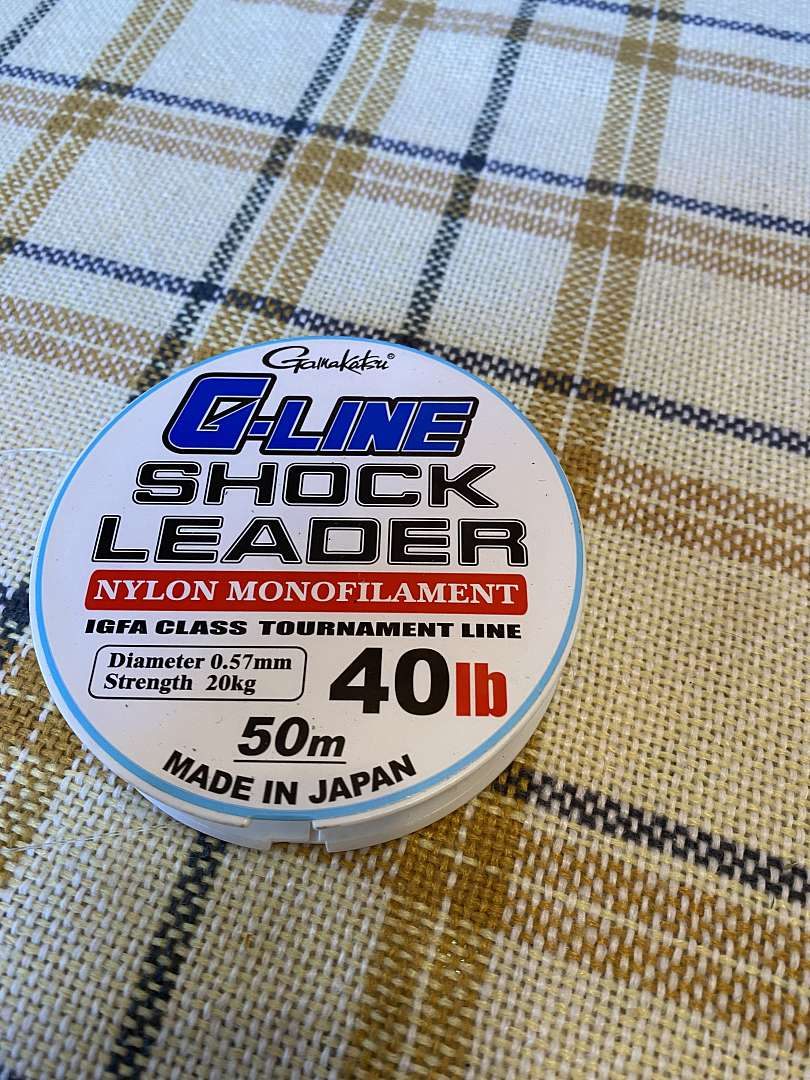 Gamakatsu®
G-LINE
SHOCK
LEADER
NYLON MONOFILAMENT
IGFA CLASS TOURNAMENT LINE
Diameter 0.57mm
Strength 20kg
40lb
50m
MADE IN JAPAN